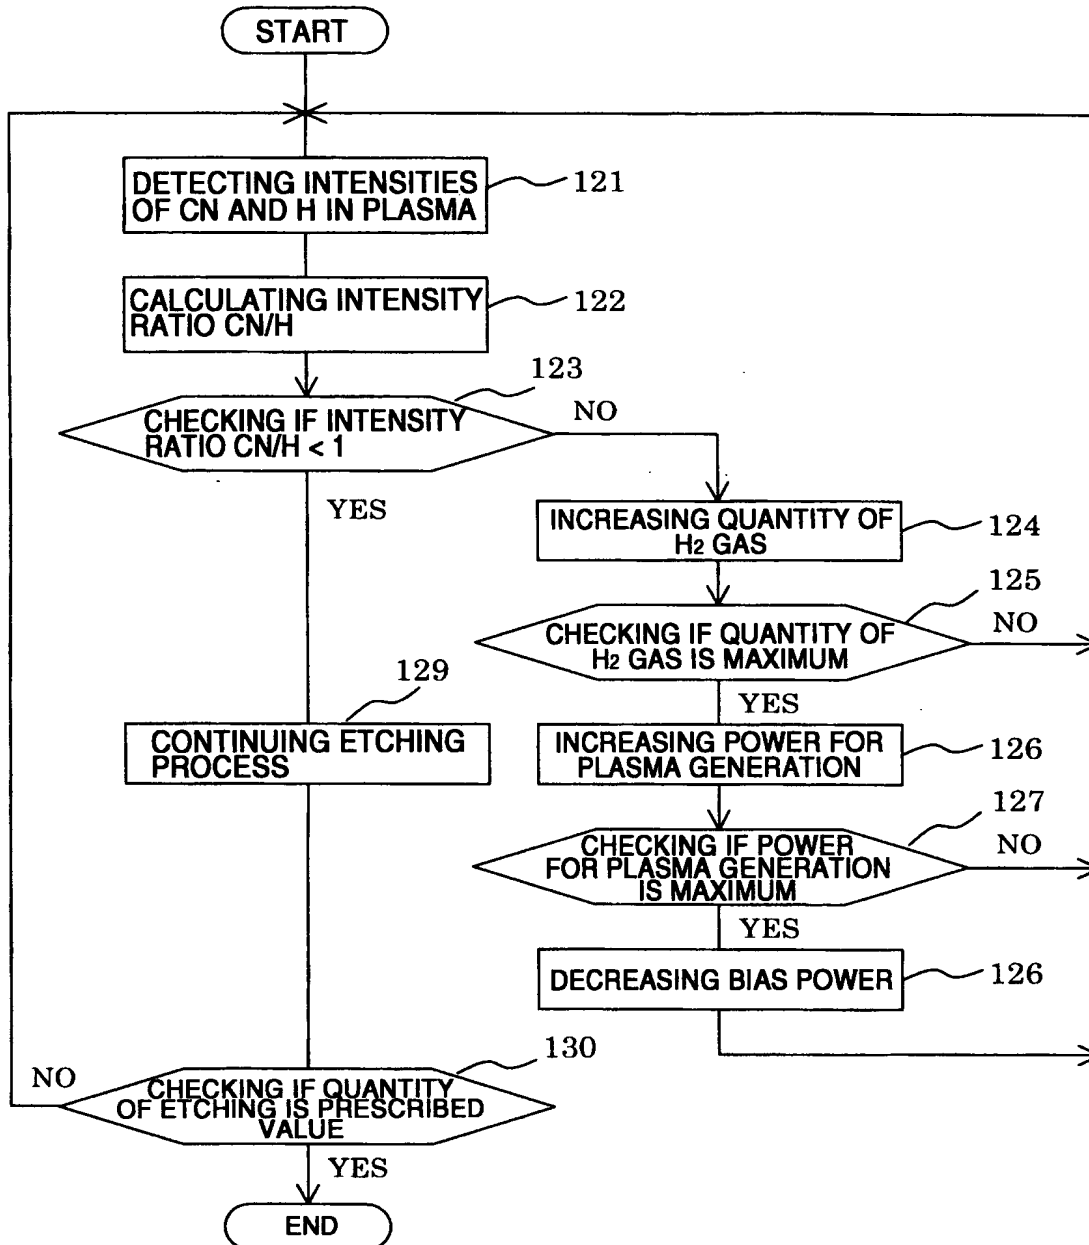 START
DETECTING INTENSITIES
OF CN AND H IN PLASMA
121
CALCULATING INTENSITY
RATIO CN/H
122
123
CHECKING IF INTENSITY
RATIO CN/H < 1
NO
YES
INCREASING QUANTITY OF
H2 GAS
124
125
CHECKING IF QUANTITY OF
H2 GAS IS MAXIMUM
NO
YES
129
CONTINUING ETCHING
PROCESS
INCREASING POWER FOR
PLASMA GENERATION
126
127
CHECKING IF POWER
FOR PLASMA GENERATION
IS MAXIMUM
NO
YES
DECREASING BIAS POWER
126
130
NO
CHECKING IF QUANTITY
OF ETCHING IS PRESCRIBED
VALUE
YES
END